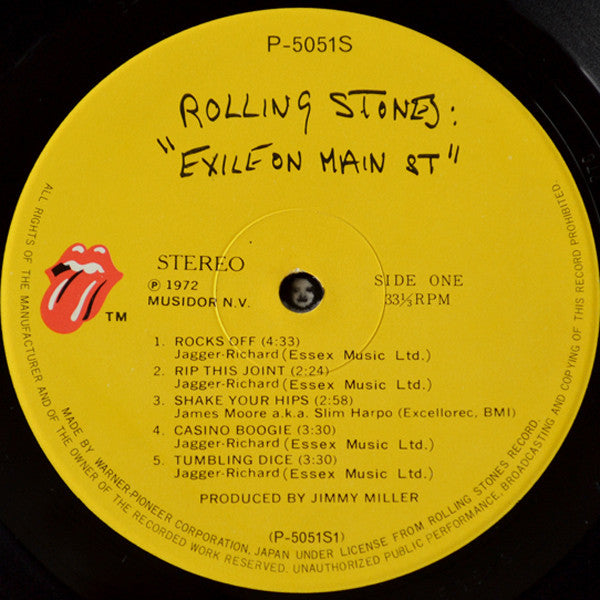 P-5051S
ROLLING STONES:
"EXILE ON MAIN ST"
STEREO
℗ 1972
MUSIDOR N.V.
SIDE ONE
33⅓RPM
TM
1. ROCKS OFF (4:33)
Jagger-Richard (Essex Music Ltd.)
2. RIP THIS JOINT (2:24)
Jagger-Richard (Essex Music Ltd.)
3. SHAKE YOUR HIPS (2:58)
James Moore a.k.a. Slim Harpo (Excellorec, BMI)
4. CASINO BOOGIE (3:30)
Jagger-Richard (Essex Music Ltd.)
5. TUMBLING DICE (3:30)
Jagger-Richard (Essex Music Ltd.)
PRODUCED BY JIMMY MILLER
(P-5051S1)
MADE BY WARNER-PIONEER CORPORATION, JAPAN UNDER LICENSE FROM ROLLING STONES RECORD.
ALL RIGHTS OF THE MANUFACTURER AND OF THE OWNER OF THE RECORDED WORK RESERVED. UNAUTHORIZED PUBLIC PERFORMANCE, BROADCASTING AND COPYING OF THIS RECORD PROHIBITED.